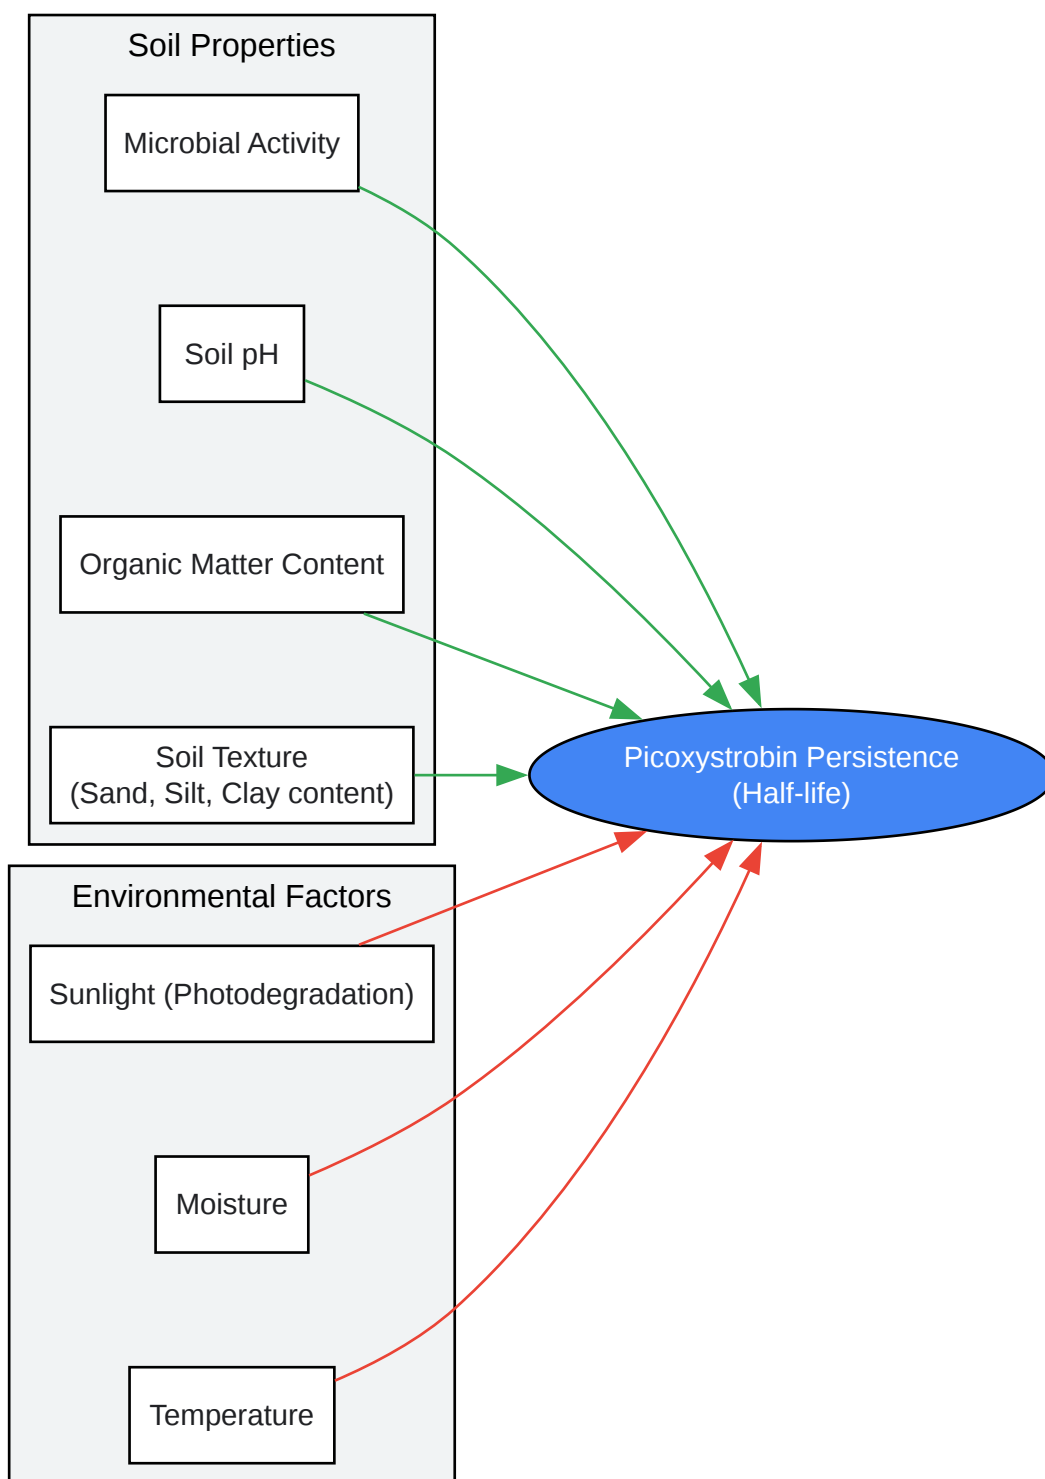 Soil Properties
Microbial Activity
Soil pH
Organic Matter Content
Soil Texture
(Sand, Silt, Clay content)
Picoxystrobin Persistence
(Half-life)
Environmental Factors
Sunlight (Photodegradation)
Moisture
Temperature